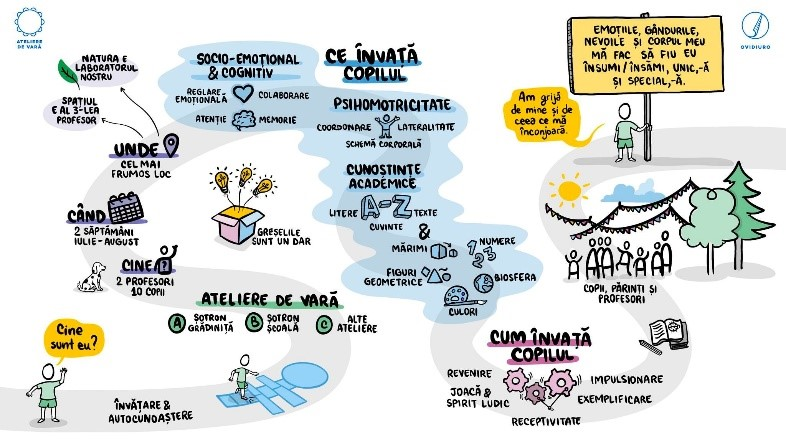 ATELIERE
DE VARĂ
OVIDIURO
NATURA E
LABORATORUL
NOSTRU
SPAȚIUL
E AL 3-LEA
PROFESOR
UNDE
CEL MAI
FRUMOS LOC
CÂND
2 SĂPTĂMÂNI
IULIE-AUGUST
CINE?
2 PROFESORI
10 COPII
Cine
sunt eu?
ÎNVĂȚARE &
AUTOCUNOAȘTERE
SOCIO-EMOȚIONAL
& COGNITIV
REGLARE-
EMOȚIONALĂ
COLABORARE
ATENȚIE
MEMORIE
GREȘELILE
SUNT UN DAR
ATELIERE DE VARĂ
A ȘOTRON
GRĂDINIȚĂ
B ȘOTRON
ȘCOALĂ
C ALTE
ATELIERE
CE ÎNVAȚĂ
COPILUL
PSIHOMOTRICITATE
COORDONARE
LATERALITATE
SCHEMĂ CORPORALĂ
CUNOȘTINȚE
ACADEMICE
LITERE
A-Z
TEXTE
CUVINTE
&
MĂRIMI
NUMERE
1 2 3
FIGURI
GEOMETRICE
BIOSFERA
CULORI
EMOȚIILE, GÂNDURILE,
NEVOILE ȘI CORPUL MEU
MĂ FAC SĂ FIU EU
ÎNSUMI/ÎNSĂMI, UNIC,-Ă
ȘI SPECIAL,-Ă.
Am grijă
de mine și de
ceea ce mă
înconjoară.
COPII, PĂRINȚI ȘI
PROFESORI
CUM ÎNVAȚĂ
COPILUL
REVENIRE
IMPULSIONARE
JOACĂ &
SPIRIT LUDIC
EXEMPLIFICARE
RECEPTIVITATE